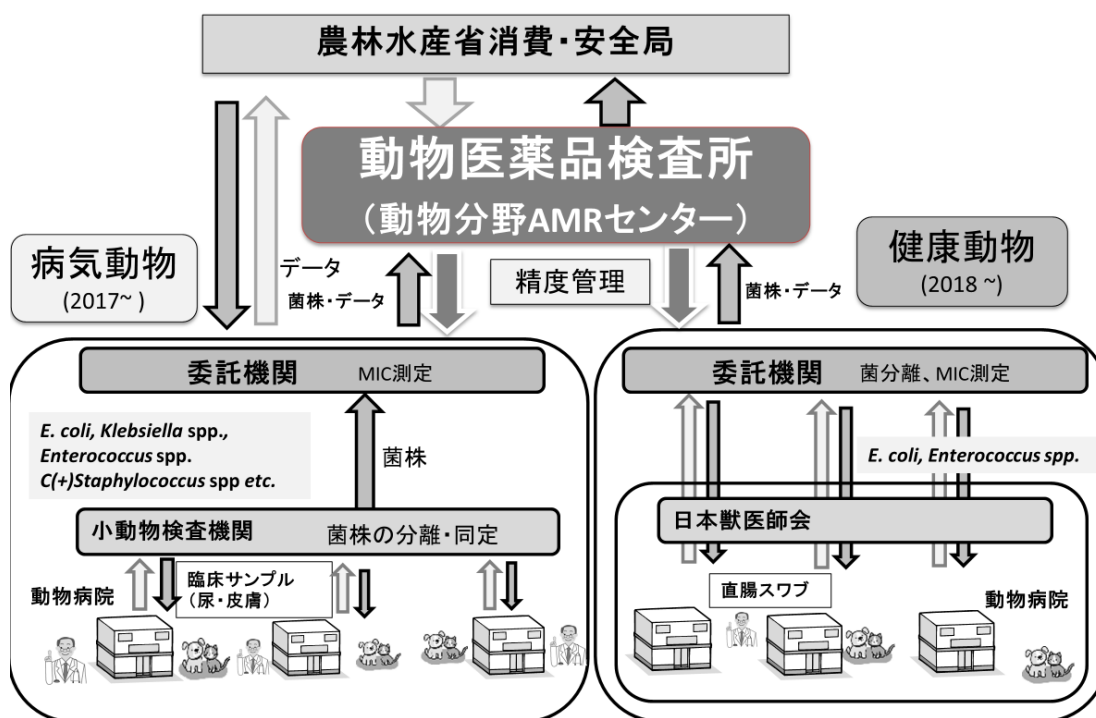 農林水産省消費・安全局
動物医薬品検査所
（動物分野AMRセンター）
病気動物
(2017~ )
データ
菌株・データ
精度管理
菌株・データ
健康動物
(2018 ~)
委託機関 MIC測定
E. coli, Klebsiella spp.,
Enterococcus spp.
C(+)Staphylococcus spp etc.
菌株
小動物検査機関 菌株の分離・同定
動物病院
臨床サンプル
（尿・皮膚）
委託機関 菌分離、MIC測定
E. coli, Enterococcus spp.
日本獣医師会
直腸スワブ
動物病院